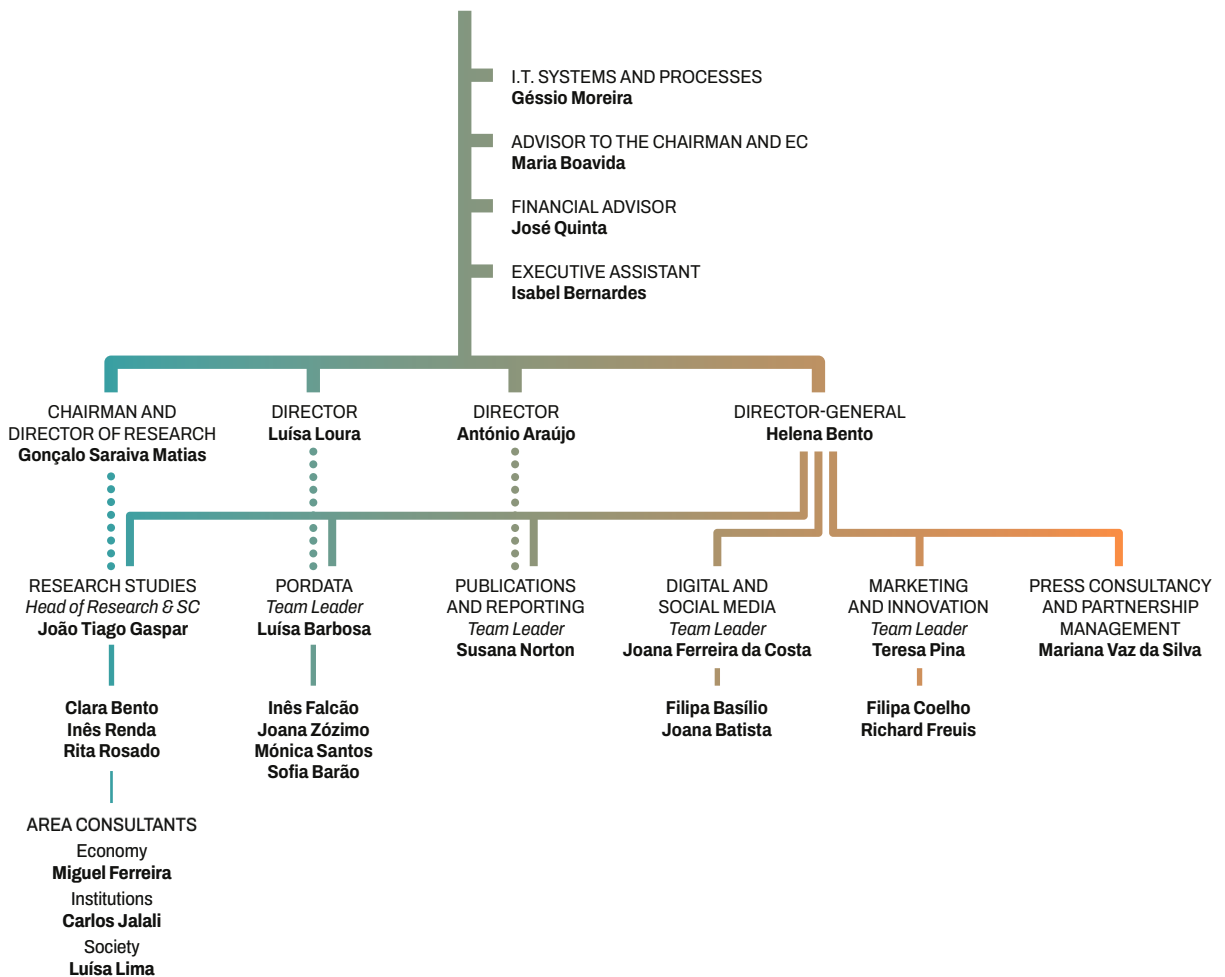 I.T. SYSTEMS AND PROCESSES
Géssio Moreira
ADVISOR TO THE CHAIRMAN AND EC
Maria Boavida
FINANCIAL ADVISOR
José Quinta
EXECUTIVE ASSISTANT
Isabel Bernardes
CHAIRMAN AND
DIRECTOR OF RESEARCH
Gonçalo Saraiva Matias
DIRECTOR
Luísa Loura
DIRECTOR
António Araújo
DIRECTOR-GENERAL
Helena Bento
RESEARCH STUDIES
Head of Research & SC
João Tiago Gaspar
Clara Bento
Inês Renda
Rita Rosado
AREA CONSULTANTS
Economy
Miguel Ferreira
Institutions
Carlos Jalali
Society
Luísa Lima
PORDATA
Team Leader
Luísa Barbosa
Inês Falcão
Joana Zózimo
Mónica Santos
Sofia Barão
PUBLICATIONS
AND REPORTING
Team Leader
Susana Norton
DIGITAL AND
SOCIAL MEDIA
Team Leader
Joana Ferreira da Costa
Filipa Basílio
Joana Batista
MARKETING
AND INNOVATION
Team Leader
Teresa Pina
Filipa Coelho
Richard Freuis
PRESS CONSULTANCY
AND PARTNERSHIP
MANAGEMENT
Mariana Vaz da Silva